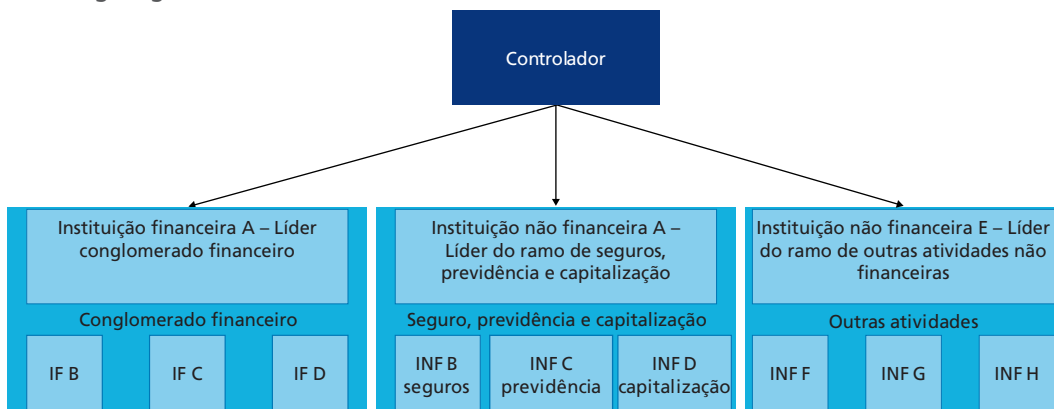 Controlador
Instituição financeira A – Líder
conglomerado financeiro
Instituição não financeira A –
Líder do ramo de seguros,
previdência e capitalização
Instituição não financeira E – Líder
do ramo de outras atividades não
financeiras
Conglomerado financeiro
Seguro, previdência e capitalização
Outras atividades
IF B
IF C
IF D
INF B
seguros
INF C
previdência
INF D
capitalização
INF F
INF G
INF H